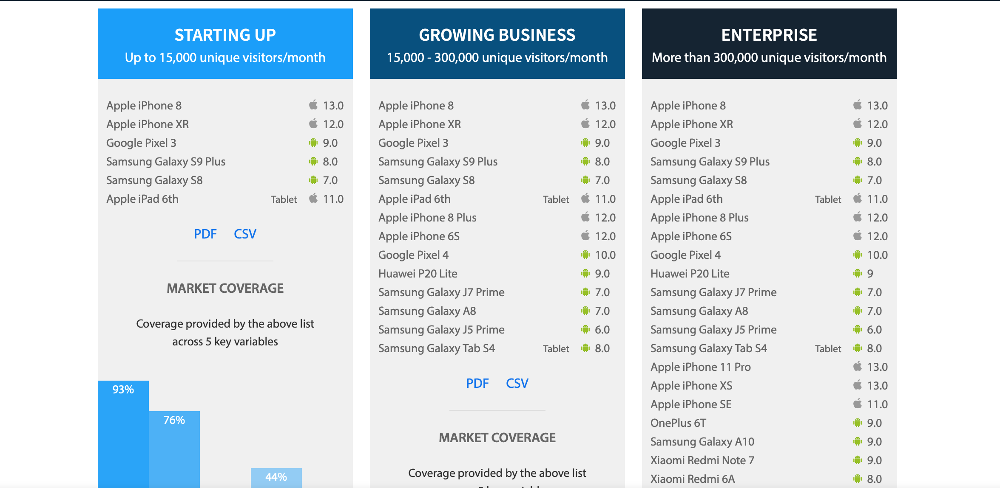 STARTING UP
Up to 15,000 unique visitors/month
Apple iPhone 8 13.0
Apple iPhone XR 12.0
Google Pixel 3 9.0
Samsung Galaxy S9 Plus 8.0
Samsung Galaxy S8 7.0
Apple iPad 6th Tablet 11.0
PDF CSV
MARKET COVERAGE
Coverage provided by the above list
across 5 key variables
93%
76%
44%
GROWING BUSINESS
15,000 - 300,000 unique visitors/month
Apple iPhone 8 13.0
Apple iPhone XR 12.0
Google Pixel 3 9.0
Samsung Galaxy S9 Plus 8.0
Samsung Galaxy S8 7.0
Apple iPad 6th Tablet 11.0
Apple iPhone 8 Plus 12.0
Apple iPhone 6S 12.0
Google Pixel 4 10.0
Huawei P20 Lite 9.0
Samsung Galaxy J7 Prime 7.0
Samsung Galaxy A8 7.0
Samsung Galaxy J5 Prime 6.0
Samsung Galaxy Tab S4 Tablet 8.0
PDF CSV
MARKET COVERAGE
Coverage provided by the above list
ENTERPRISE
More than 300,000 unique visitors/month
Apple iPhone 8 13.0
Apple iPhone XR 12.0
Google Pixel 3 9.0
Samsung Galaxy S9 Plus 8.0
Samsung Galaxy S8 7.0
Apple iPad 6th Tablet 11.0
Apple iPhone 8 Plus 12.0
Apple iPhone 6S 12.0
Google Pixel 4 10.0
Huawei P20 Lite 9
Samsung Galaxy J7 Prime 7.0
Samsung Galaxy A8 7.0
Samsung Galaxy J5 Prime 6.0
Samsung Galaxy Tab S4 Tablet 8.0
Apple iPhone 11 Pro 13.0
Apple iPhone XS 13.0
Apple iPhone SE 11.0
OnePlus 6T 9.0
Samsung Galaxy A10 9.0
Xiaomi Redmi Note 7 9.0
Xiaomi Redmi 6A 8.0